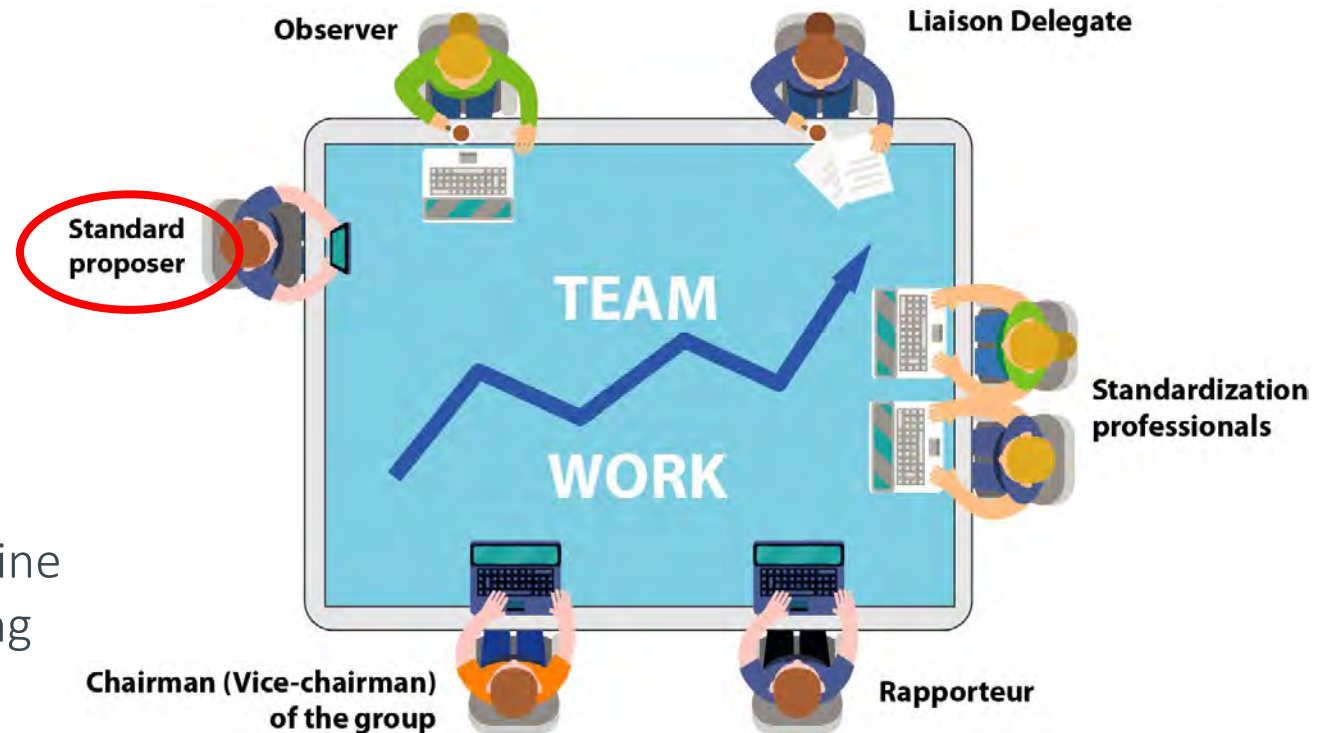 Observer
Liaison Delegate
Standard
proposer
TEAM
WORK
Standardization
professionals
Chairman (Vice-chairman)
of the group
Rapporteur